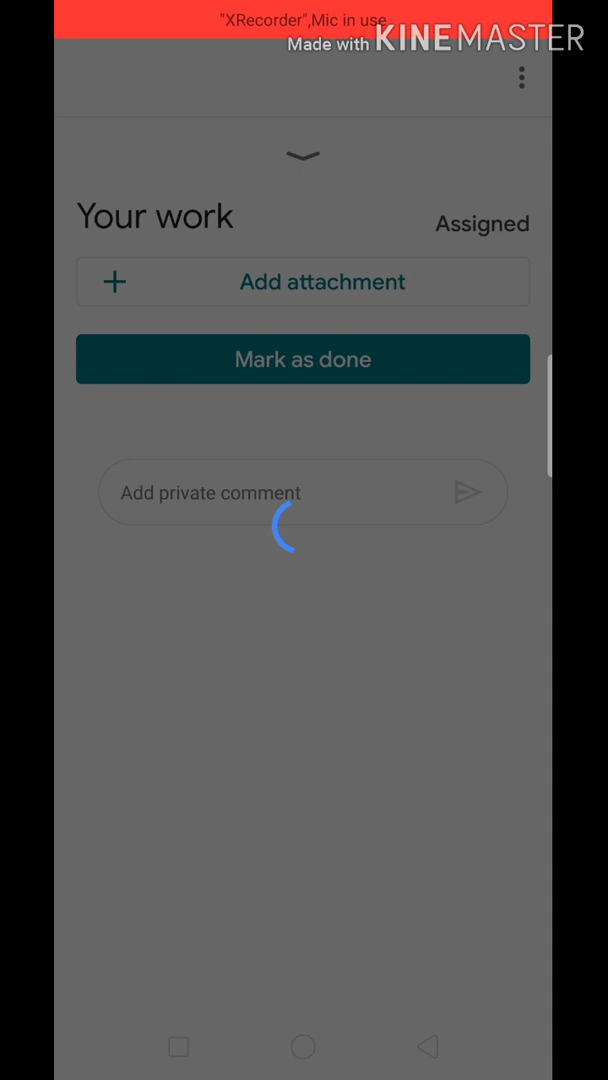 "XRecorder",Mic in use
Made with KINEMASTER
Your work
Assigned
Add attachment
Mark as done
Add private comment